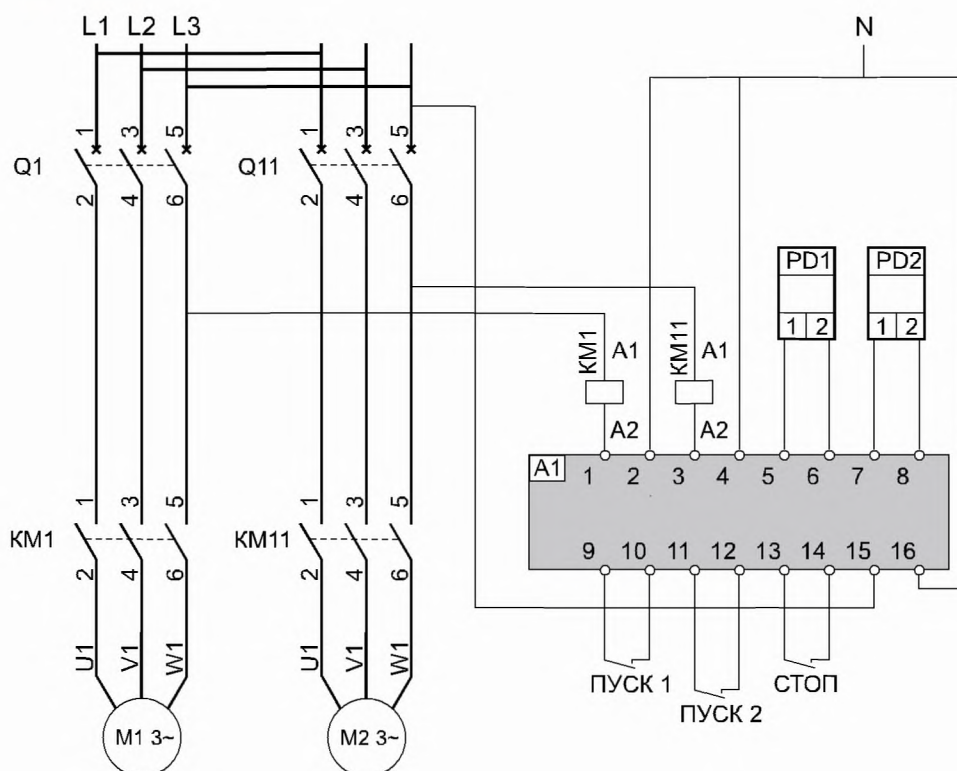 L1 L2 L3 N
1 3 5 1 3 5
Q1 Q11
2 4 6 2 4 6
PD1 PD2
1 2 1 2
KM1 A1 KM11 A1
A2 A2
A1 1 2 3 4 5 6 7 8
1 3 5 1 3 5
KM1 KM11
9 10 11 12 13 14 15 16
2 4 6 2 4 6
U1 V1 W1 U1 V1 W1
ПУСК 1 СТОП
ПУСК 2
M1 3~ M2 3~